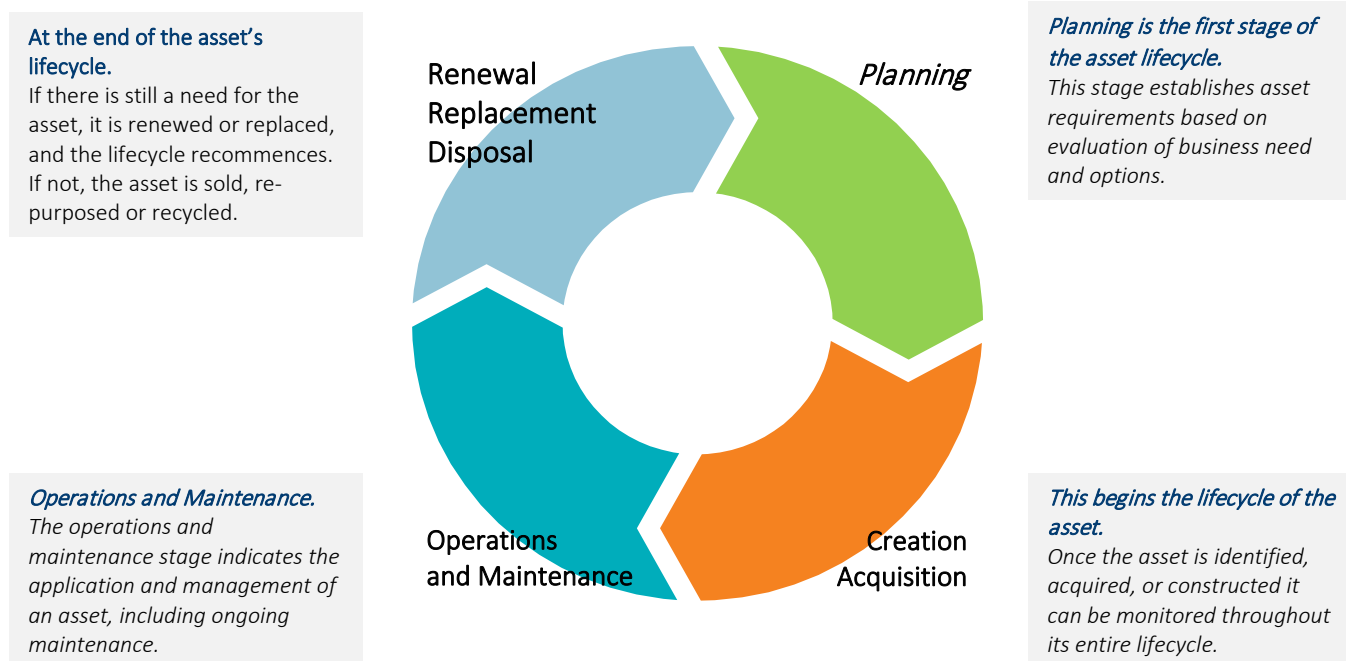 At the end of the asset's
lifecycle.
If there is still a need for the
asset, it is renewed or replaced,
and the lifecycle recommences.
If not, the asset is sold, re-
purposed or recycled.
Renewal
Replacement
Disposal
Planning
Planning is the first stage of
the asset lifecycle.
This stage establishes asset
requirements based on
evaluation of business need
and options.
Operations and Maintenance.
The operations and
maintenance stage indicates the
application and management of
an asset, including ongoing
maintenance.
Operations
and Maintenance
Creation
Acquisition
This begins the lifecycle of the
asset.
Once the asset is identified,
acquired, or constructed it
can be monitored throughout
its entire lifecycle.